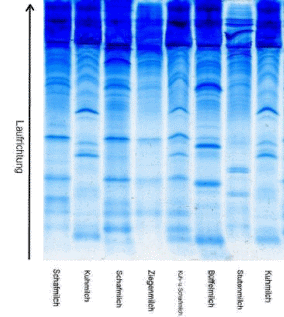 Laufrichtung
Schafmilch
Kuhmilch
Schafmilch
Ziegenmilch
Kuh- u. Schafmilch
Büffelmilch
Stutenmilch
Kuhmilch